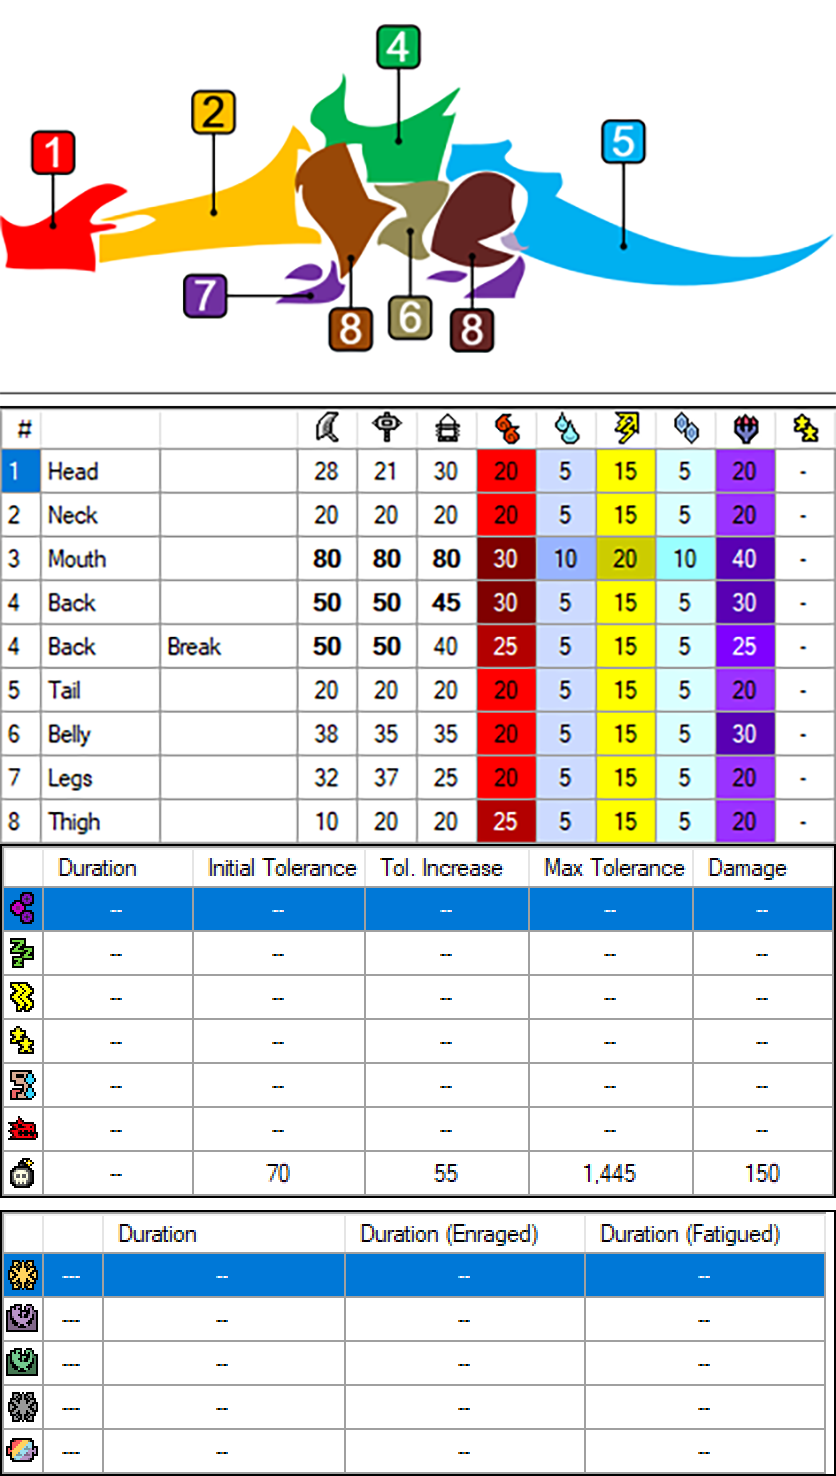 4
2
1
5
7
8
6
8
#
1 Head 28 21 30 20 5 15 5 20 -
2 Neck 20 20 20 20 5 15 5 20 -
3 Mouth 80 80 80 30 10 20 10 40 -
4 Back 50 50 45 30 5 15 5 30 -
4 Back Break 50 50 40 25 5 15 5 25 -
5 Tail 20 20 20 20 5 15 5 20 -
6 Belly 38 35 35 20 5 15 5 30 -
7 Legs 32 37 25 20 5 15 5 20 -
8 Thigh 10 20 20 25 5 15 5 20 -
Duration Initial Tolerance Tol. Increase Max Tolerance Damage
-- -- -- -- --
-- -- -- -- --
-- -- -- -- --
-- -- -- -- --
-- -- -- -- --
-- -- -- -- --
-- 70 55 1,445 150
Duration Duration (Enraged) Duration (Fatigued)
--- -- -- --
--- -- -- --
--- -- -- --
--- -- -- --
--- -- -- --